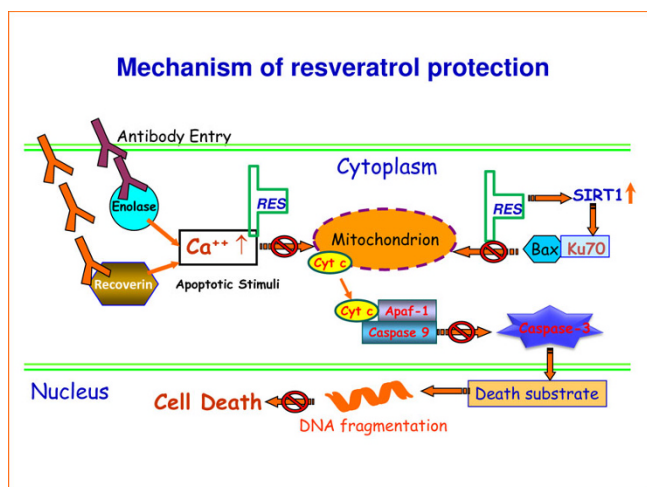 Mechanism of resveratrol protection
Antibody Entry
Cytoplasm
Enolase
RES
RES
SIRT1↑
Ca⁺⁺ ↑
Mitochondrion
Bax
Ku70
Cyt c
Recoverin
Apoptotic Stimuli
Cyt c
Apaf-1
Caspase 9
Caspase-3
Nucleus
Cell Death
Death substrate
DNA fragmentation